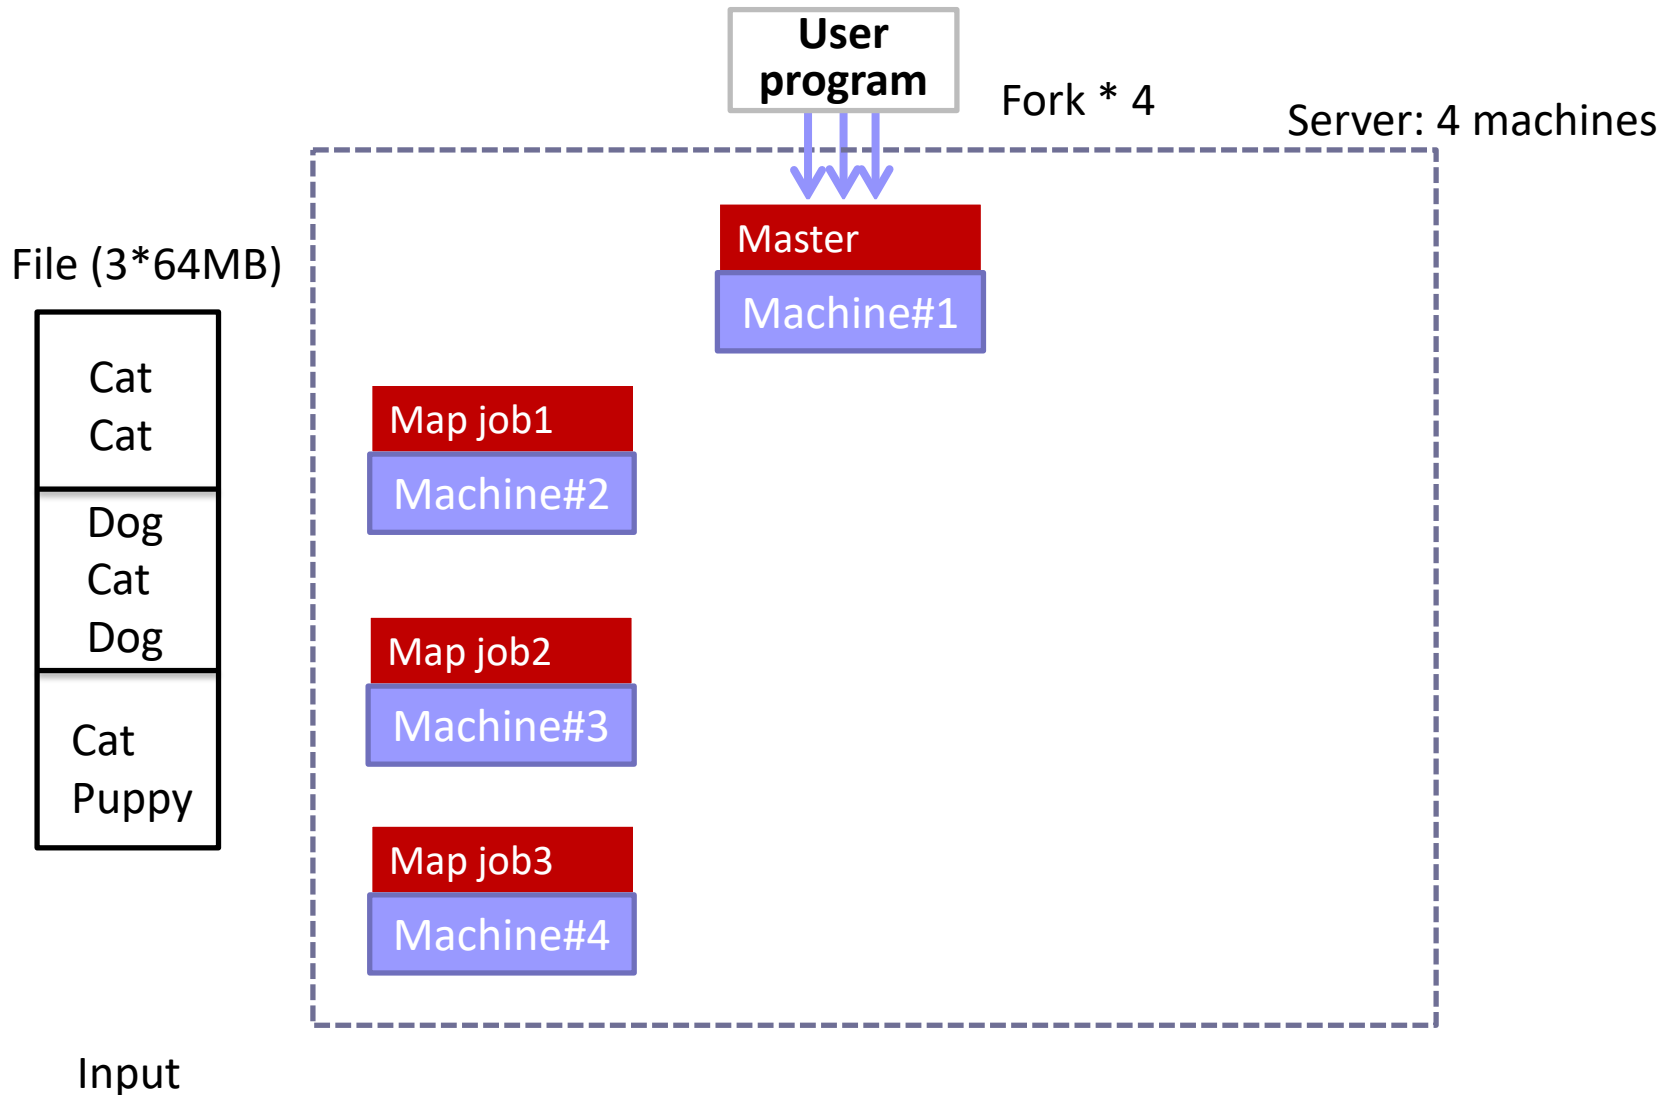 User
program
Fork * 4
Server: 4 machines
Master
Machine#1
File (3*64MB)
Cat
Cat
Dog
Cat
Dog
Cat
Puppy
Map job1
Machine#2
Map job2
Machine#3
Map job3
Machine#4
Input